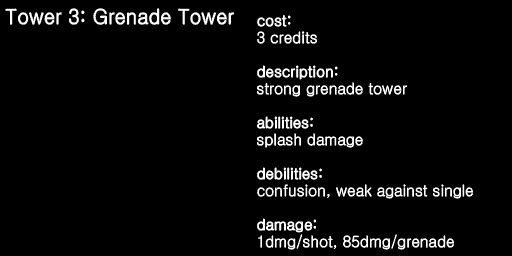 Tower 3: Grenade Tower
cost:
3 credits
description:
strong grenade tower
abilities:
splash damage
debilities:
confusion, weak against single
damage:
1dmg/shot, 85dmg/grenade